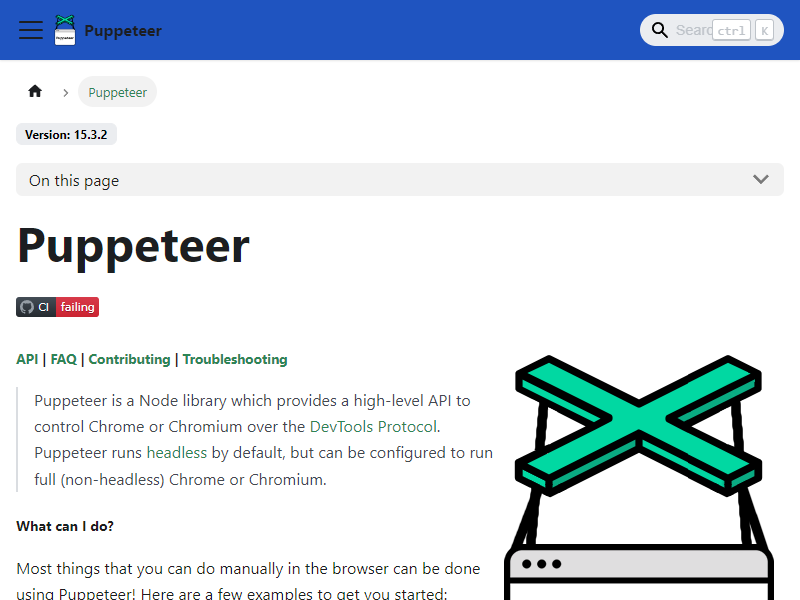 Puppeteer
Search ctrl K
Puppeteer
Version: 15.3.2
On this page
Puppeteer
CI failing
API | FAQ | Contributing | Troubleshooting
Puppeteer is a Node library which provides a high-level API to
control Chrome or Chromium over the DevTools Protocol.
Puppeteer runs headless by default, but can be configured to run
full (non-headless) Chrome or Chromium.
What can I do?
Most things that you can do manually in the browser can be done
using Puppeteer! Here are a few examples to get you started: